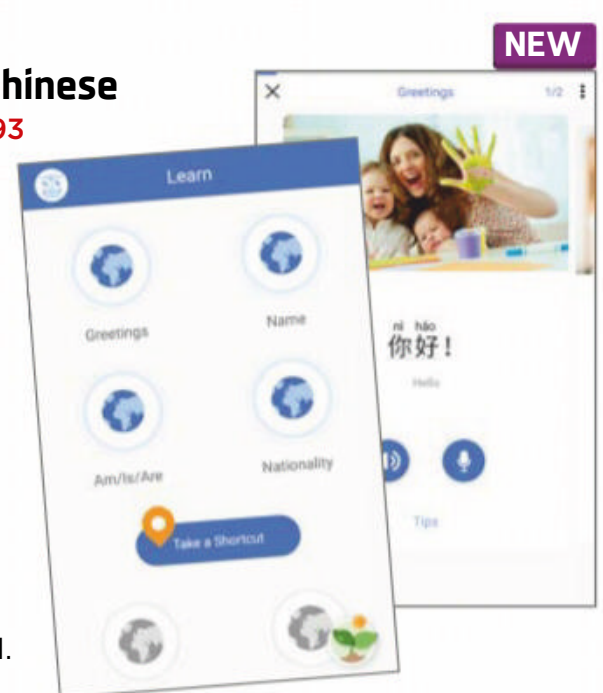 NEW
hinese
93
Greetings
1/2
nǐ hǎo
你好!
Hello
Tips
Learn
Greetings
Name
Am/Is/Are
Nationality
Take a Shortcut